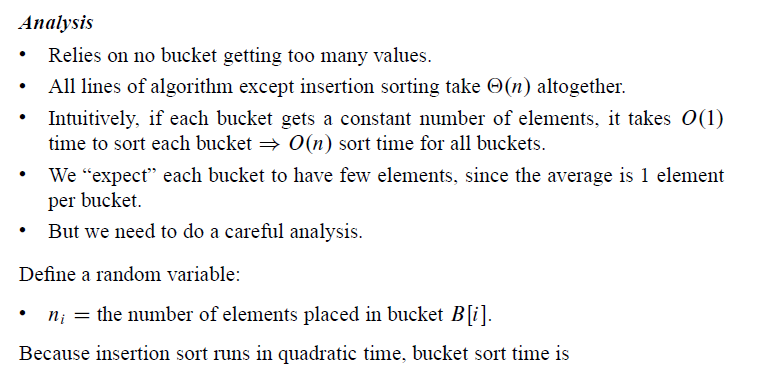 Analysis
• Relies on no bucket getting too many values.
• All lines of algorithm except insertion sorting take Θ(n) altogether.
• Intuitively, if each bucket gets a constant number of elements, it takes O(1)
time to sort each bucket ⇒ O(n) sort time for all buckets.
• We “expect” each bucket to have few elements, since the average is 1 element
per bucket.
• But we need to do a careful analysis.
Define a random variable:
• nᵢ = the number of elements placed in bucket B[i].
Because insertion sort runs in quadratic time, bucket sort time is